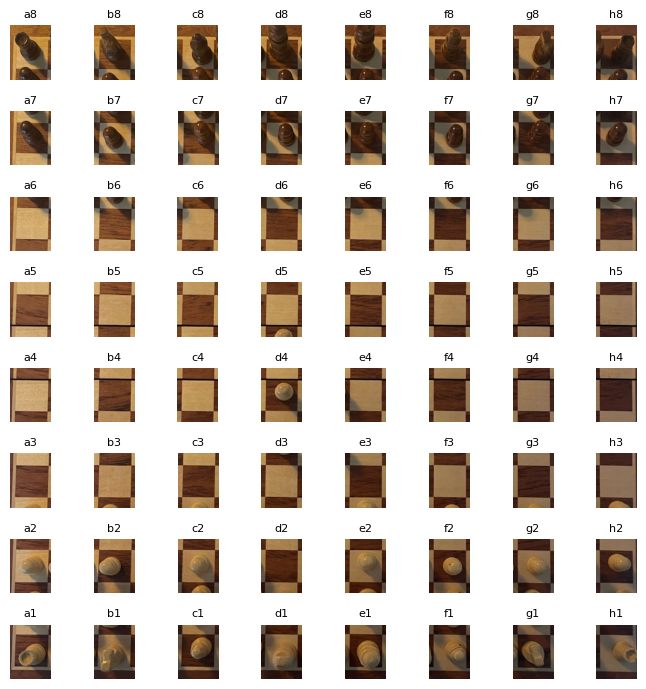 a8 b8 c8 d8 e8 f8 g8 h8
a7 b7 c7 d7 e7 f7 g7 h7
a6 b6 c6 d6 e6 f6 g6 h6
a5 b5 c5 d5 e5 f5 g5 h5
a4 b4 c4 d4 e4 f4 g4 h4
a3 b3 c3 d3 e3 f3 g3 h3
a2 b2 c2 d2 e2 f2 g2 h2
a1 b1 c1 d1 e1 f1 g1 h1